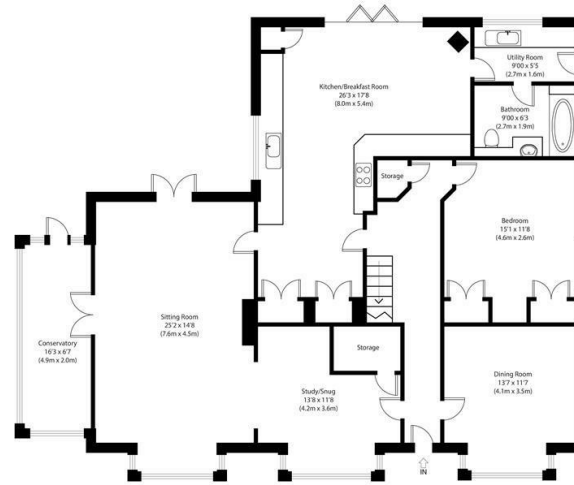 Utility Room
9'00 x 5'5
(2.7m x 1.6m)
Kitchen/Breakfast Room
26'3 x 17'8
(8.0m x 5.4m)
Bathroom
9'00 x 6'3
(2.7m x 1.9m)
Storage
Bedroom
15'1 x 11'8
(4.6m x 2.6m)
Sitting Room
25'2 x 14'8
(7.6m x 4.5m)
Conservatory
16'3 x 6'7
(4.9m x 2.0m)
Storage
Study/Snug
13'8 x 11'8
(4.2m x 3.6m)
Dining Room
13'7 x 11'7
(4.1m x 3.5m)
IN